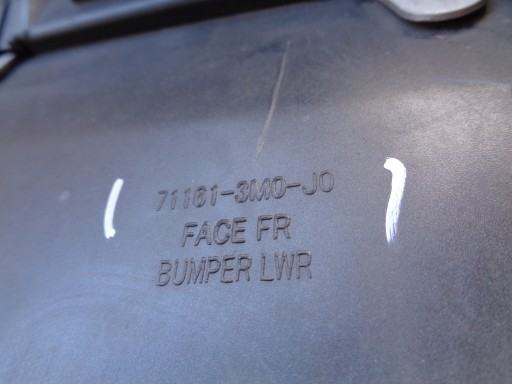 71161-3M0-J0
FACE FR
BUMPER LWR